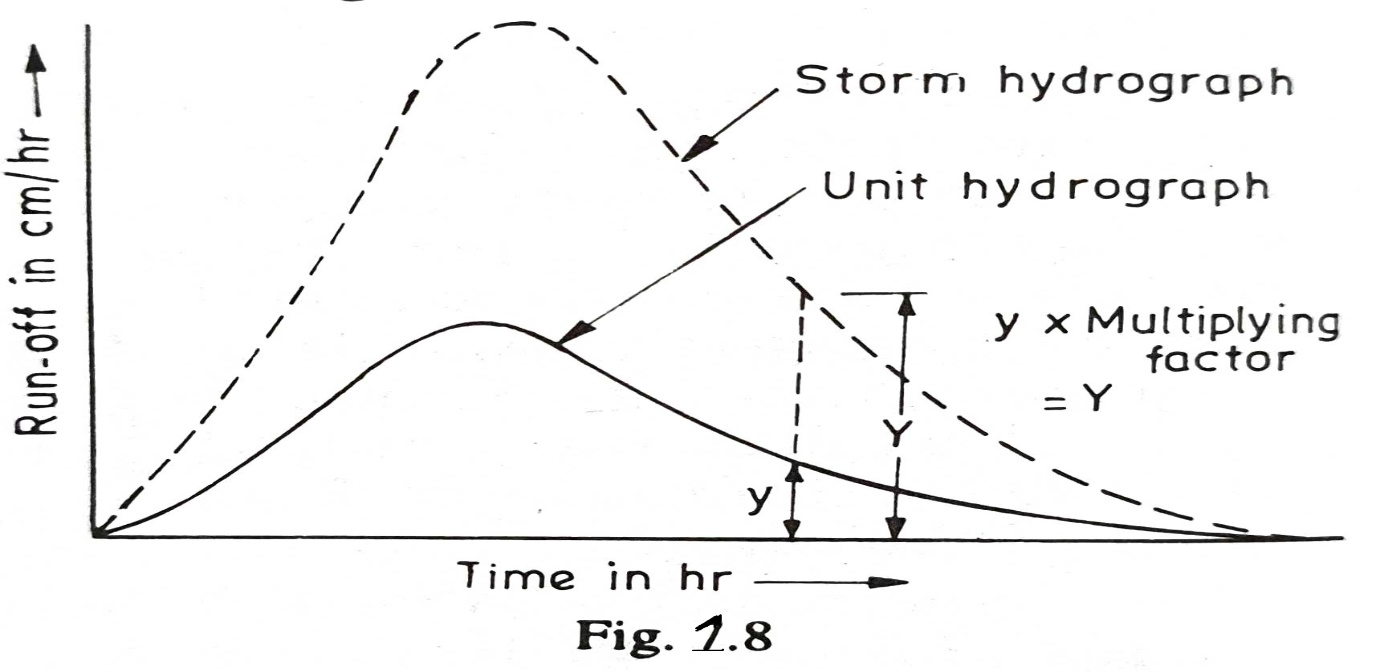 Run-off in cm/hr
Storm hydrograph
Unit hydrograph
y x Multiplying
factor
= Y
Y
y
Time in hr
Fig. 1.8